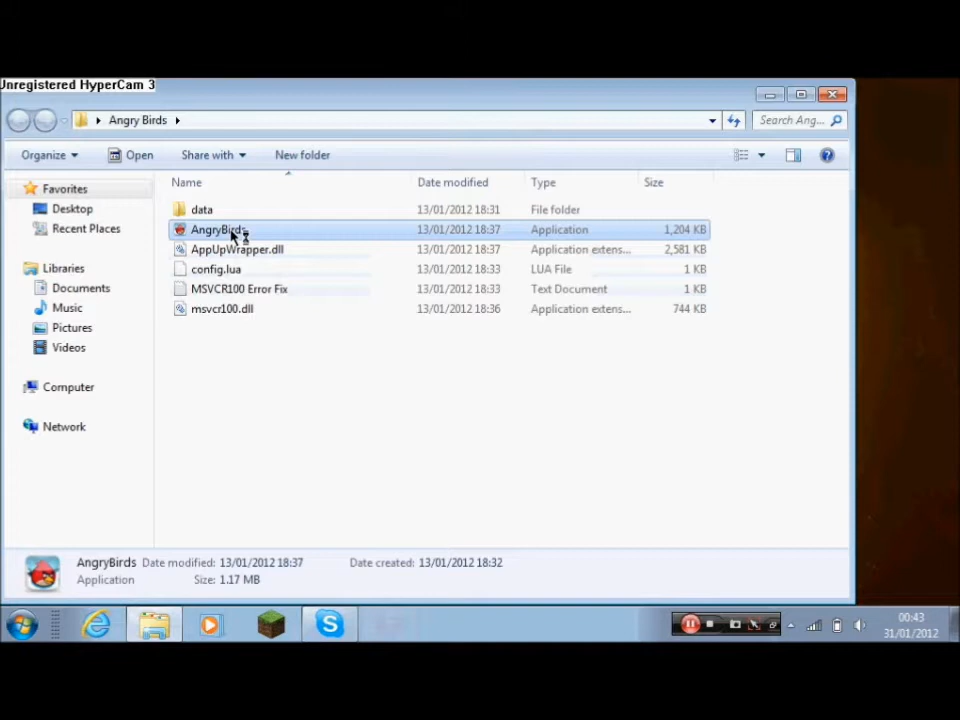 Unregistered HyperCam 3
Angry Birds
Search Ang...
Organize
Open
Share with
New folder
Name
Date modified
Type
Size
Favorites
Desktop
Recent Places
Libraries
Documents
Music
Pictures
Videos
Computer
Network
data 13/01/2012 18:31 File folder
AngryBirds 13/01/2012 18:37 Application 1,204 KB
AppUpWrapper.dll 13/01/2012 18:37 Application extens... 2,581 KB
config.lua 13/01/2012 18:33 LUA File 1 KB
MSVCR100 Error Fix 13/01/2012 18:33 Text Document 1 KB
msvcr100.dll 13/01/2012 18:36 Application extens... 744 KB
AngryBirds Date modified: 13/01/2012 18:37 Date created: 13/01/2012 18:32
Application Size: 1.17 MB
00:43
31/01/2012